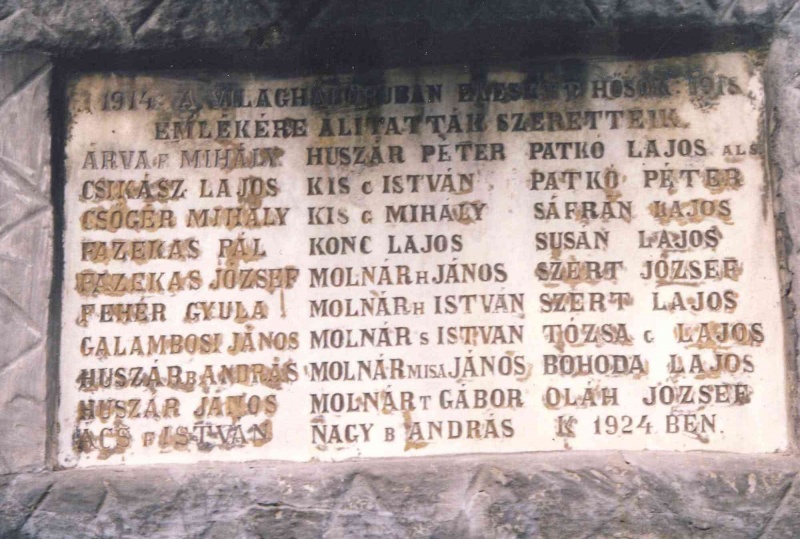 1914. A VILÁGHÁBORUBAN ELESETT HŐSÖK 1918
EMLÉKÉRE ÁLITATTÁK SZERETTEIK.
ÁRVA F MIHÁLY HUSZÁR PÉTER PATKÓ LAJOS ALS.
CSIKÁSZ LAJOS KIS C ISTVÁN PATKÓ PÉTER
CSÓGÉR MIHÁLY KIS G MIHÁLY SÁFRÁN LAJOS
FAZEKAS PÁL KONC LAJOS SUSÁN LAJOS
FAZEKAS JÓZSEF MOLNÁR H JÁNOS SZERT JÓZSEF
FEHÉR GYULA MOLNÁR H ISTVÁN SZERT LAJOS
GALAMBOSI JÁNOS MOLNÁR S ISTVAN TÓZSA G LAJOS
HUSZÁR B ANDRÁS MOLNÁR MISA JÁNOS BOHODA LAJOS
HUSZÁR JÁNOS MOLNÁR T GÁBOR OLÁH JÓZSEF
ÁCS F ISTVÁN NAGY B ANDRÁS K 1924. BEN.